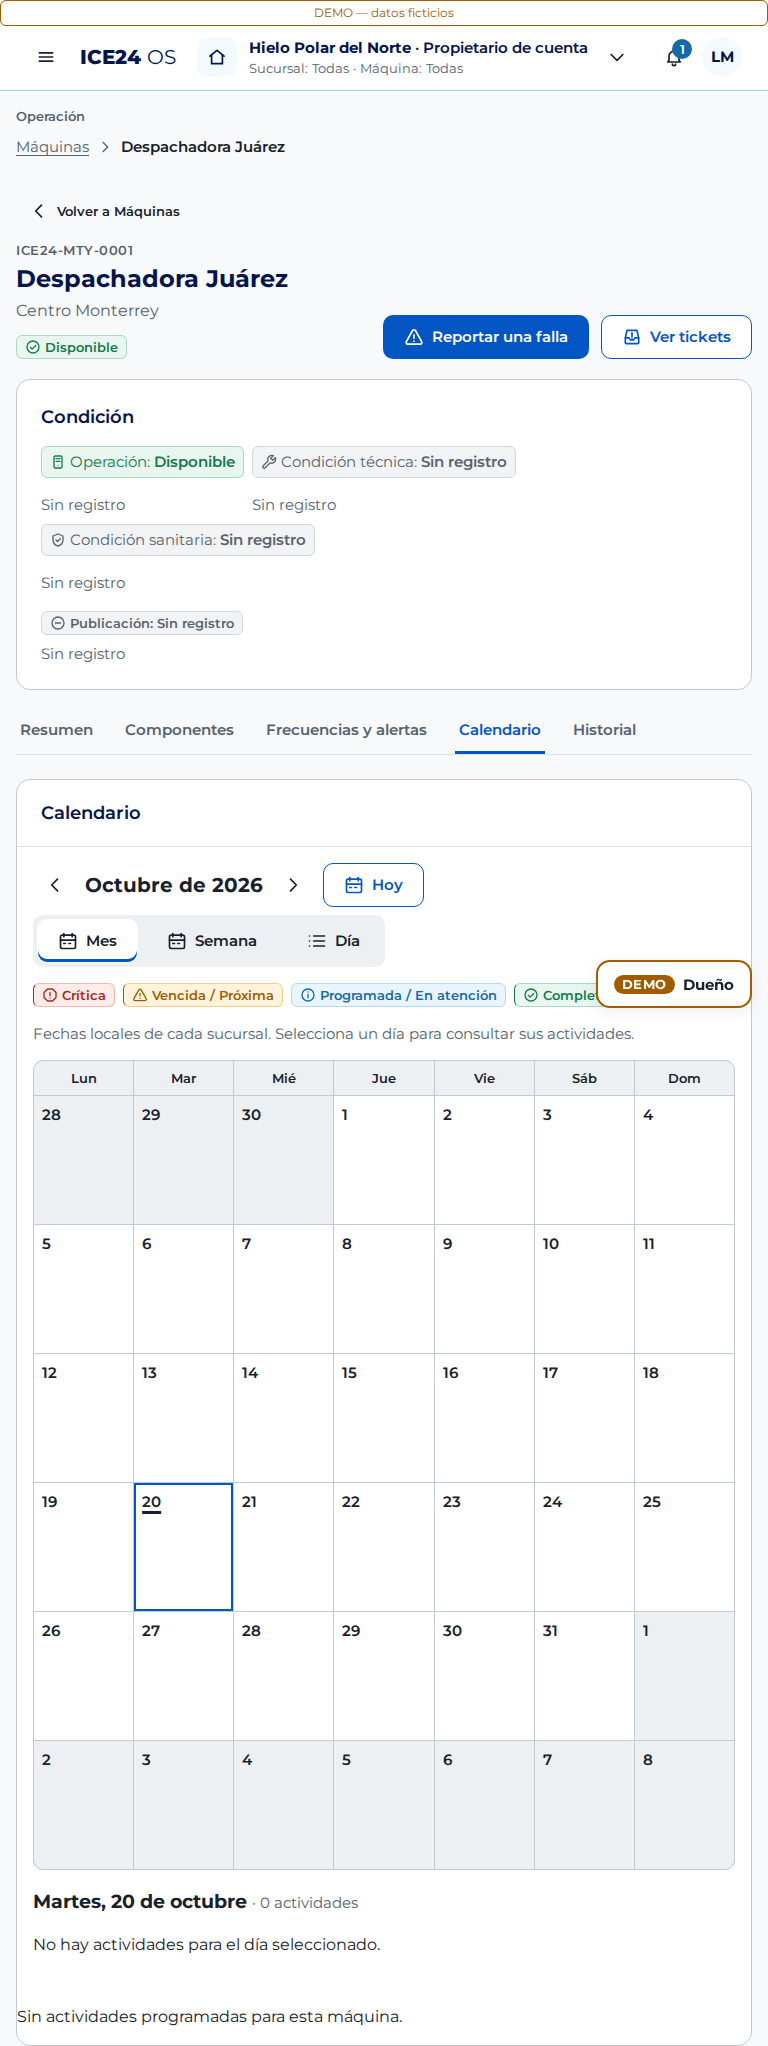 DEMO — datos ficticios
ICE24 OS
Hielo Polar del Norte · Propietario de cuenta
Sucursal: Todas · Máquina: Todas
1
LM
Operación
Máquinas
Despachadora Juárez
Volver a Máquinas
ICE24-MTY-0001
Despachadora Juárez
Centro Monterrey
Disponible
Reportar una falla
Ver tickets
Condición
Operación: Disponible
Condición técnica: Sin registro
Sin registro
Sin registro
Condición sanitaria: Sin registro
Sin registro
Publicación: Sin registro
Sin registro
Resumen
Componentes
Frecuencias y alertas
Calendario
Historial
Calendario
Octubre de 2026
Hoy
Mes
Semana
Día
Crítica
Vencida / Próxima
Programada / En atención
DEMO Dueño
Fechas locales de cada sucursal. Selecciona un día para consultar sus actividades.
Lun Mar Mié Jue Vie Sáb Dom
28 29 30 1 2 3 4
5 6 7 8 9 10 11
12 13 14 15 16 17 18
19 20 21 22 23 24 25
26 27 28 29 30 31 1
2 3 4 5 6 7 8
Martes, 20 de octubre · 0 actividades
No hay actividades para el día seleccionado.
Sin actividades programadas para esta máquina.